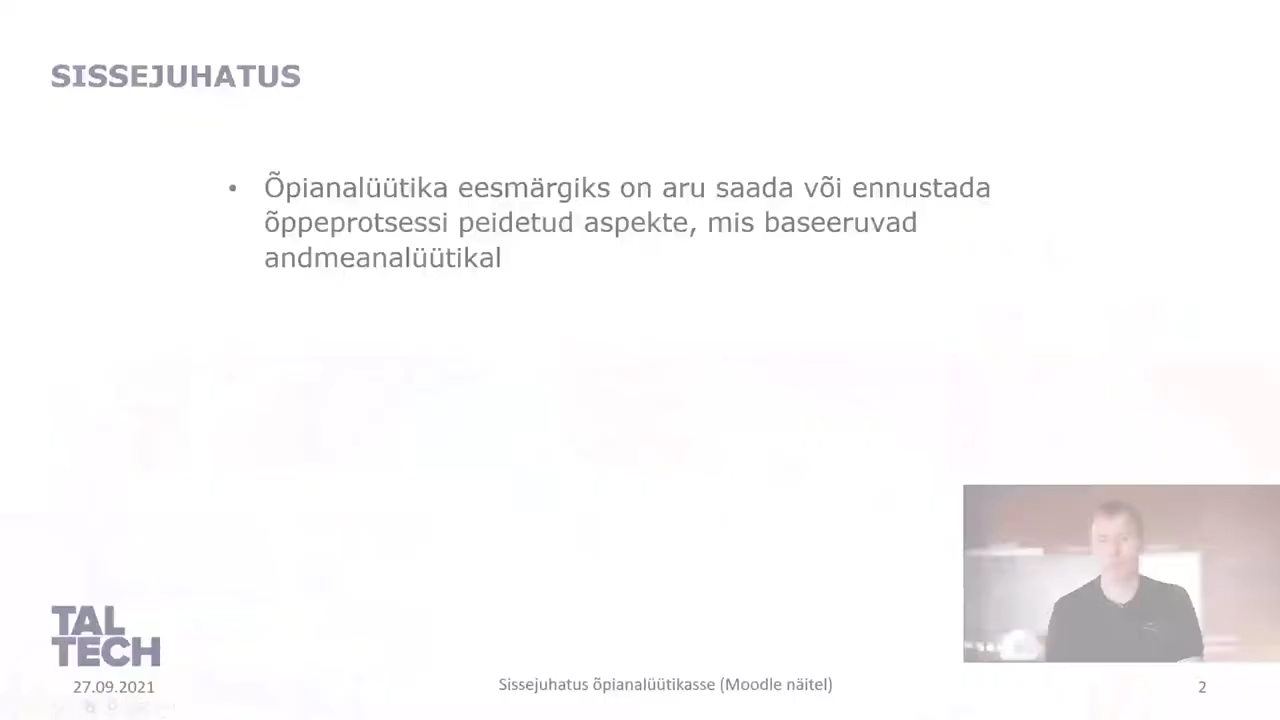 SISSEJUHATUS
• Õpianalüütika eesmärgiks on aru saada või ennustada
õppeprotsessi peidetud aspekte, mis baseeruvad
andmeanalüütikal
TAL
TECH
27.09.2021
Sissejuhatus õpianalüütikasse (Moodle näitel)
2